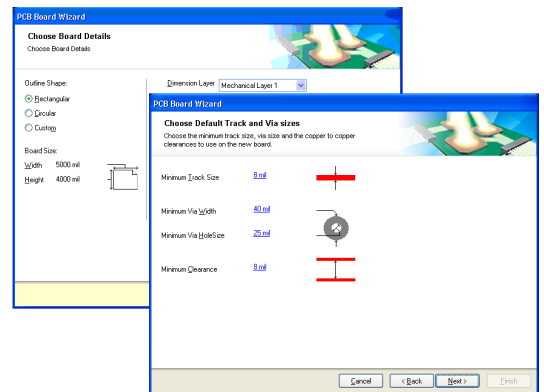 PCB Board Wizard
Choose Board Details
Choose Board Details
Outline Shape:
Rectangular
Circular
Custom
Board Size:
Width 5000 mil
Height 4000 mil
Dimension Layer Mechanical Layer 1
PCB Board Wizard
Choose Default Track and Via sizes
Choose the minimum track size, via size and the copper to copper
clearances to use on the new board.
Minimum Track Size 8 mil
Minimum Via Width 40 mil
Minimum Via HoleSize 25 mil
Minimum Clearance 8 mil
Cancel < Back Next > Finish